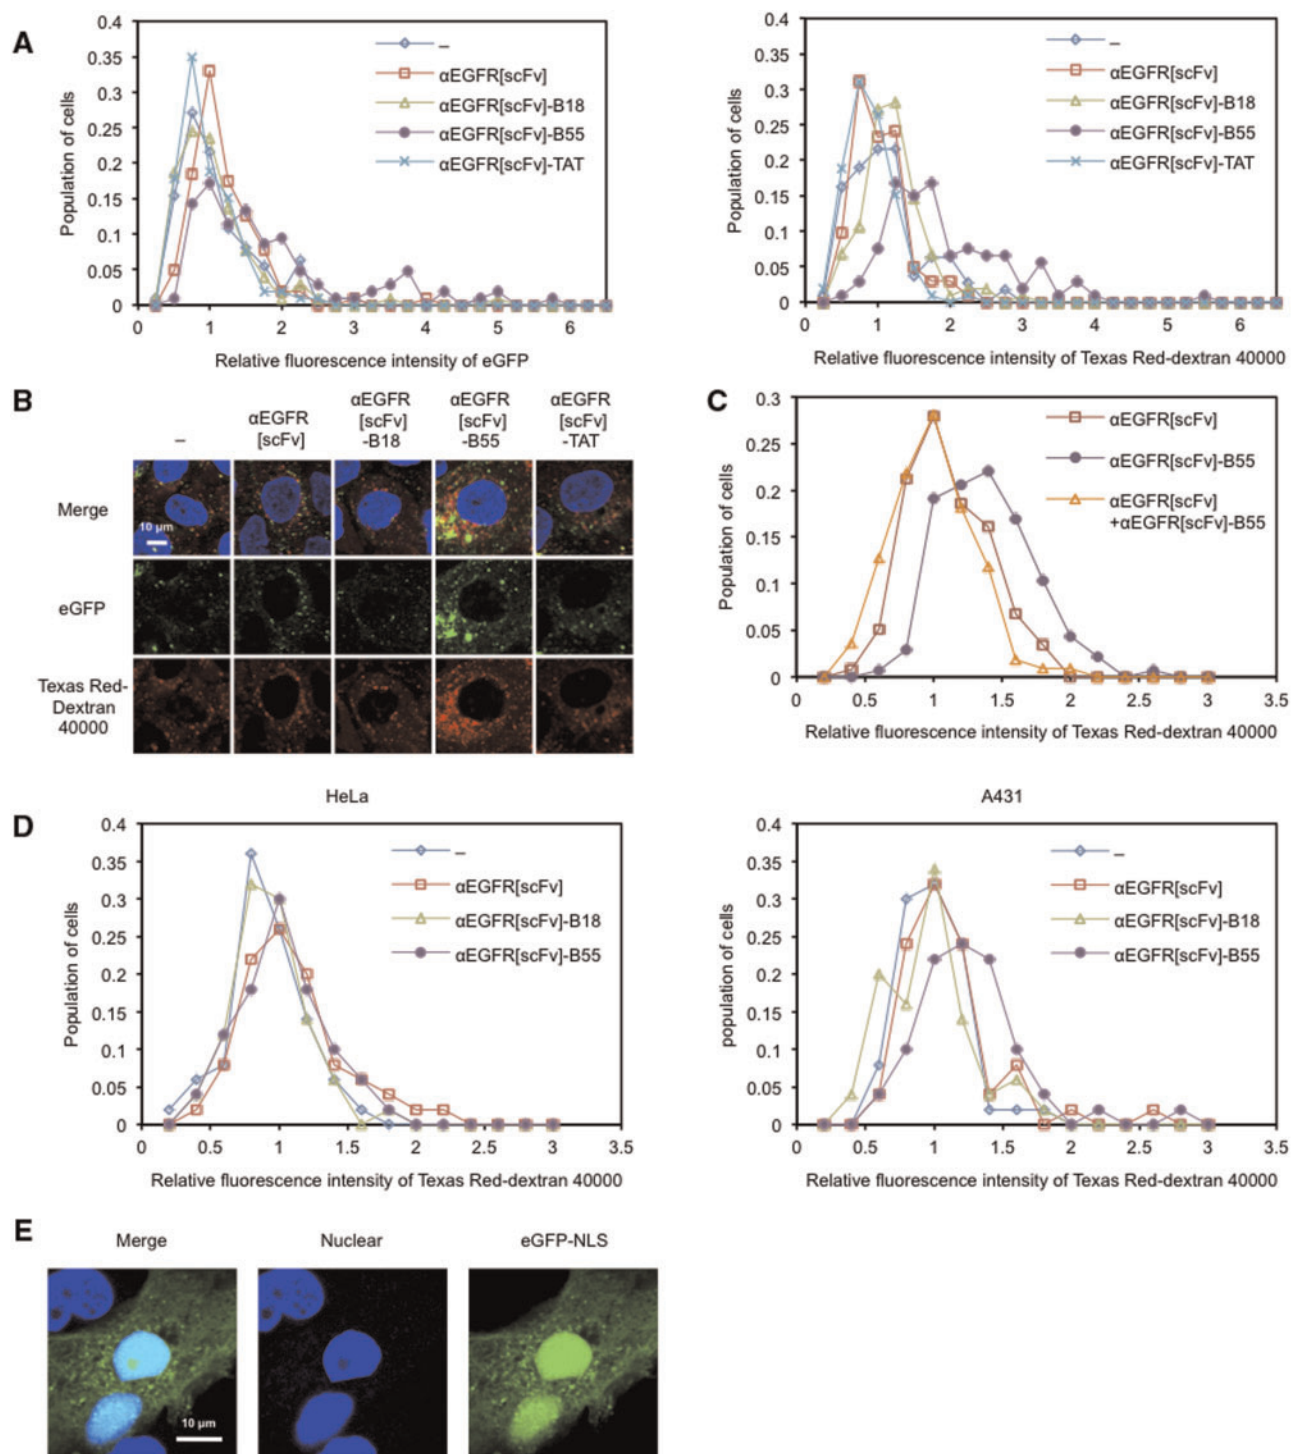 A
0.4
0.35
0.3
0.25
0.2
0.15
0.1
0.05
0
0 1 2 3 4 5 6
Population of cells
Relative fluorescence intensity of eGFP
–
αEGFR[scFv]
αEGFR[scFv]-B18
αEGFR[scFv]-B55
αEGFR[scFv]-TAT
0.4
0.35
0.3
0.25
0.2
0.15
0.1
0.05
0
0 1 2 3 4 5 6
Population of cells
Relative fluorescence intensity of Texas Red-dextran 40000
–
αEGFR[scFv]
αEGFR[scFv]-B18
αEGFR[scFv]-B55
αEGFR[scFv]-TAT
B
–
αEGFR
[scFv]
αEGFR
[scFv]
-B18
αEGFR
[scFv]
-B55
αEGFR
[scFv]
-TAT
Merge
10 µm
eGFP
Texas Red-
Dextran
40000
C
0.3
0.25
0.2
0.15
0.1
0.05
0
0 0.5 1 1.5 2 2.5 3 3.5
Population of cells
Relative fluorescence intensity of Texas Red-dextran 40000
αEGFR[scFv]
αEGFR[scFv]-B55
αEGFR[scFv]
+αEGFR[scFv]-B55
D
HeLa
0.4
0.35
0.3
0.25
0.2
0.15
0.1
0.05
0
0 0.5 1 1.5 2 2.5 3 3.5
Population of cells
Relative fluorescence intensity of Texas Red-dextran 40000
–
αEGFR[scFv]
αEGFR[scFv]-B18
αEGFR[scFv]-B55
A431
0.4
0.35
0.3
0.25
0.2
0.15
0.1
0.05
0
0 0.5 1 1.5 2 2.5 3 3.5
population of cells
Relative fluorescence intensity of Texas Red-dextran 40000
–
αEGFR[scFv]
αEGFR[scFv]-B18
αEGFR[scFv]-B55
E
Merge
Nuclear
eGFP-NLS
10 µm